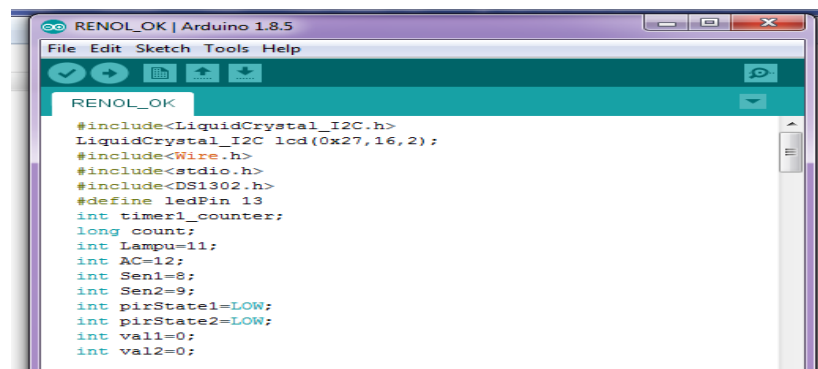 RENOL_OK | Arduino 1.8.5
File Edit Sketch Tools Help
RENOL_OK
#include<LiquidCrystal_I2C.h>
LiquidCrystal_I2C lcd(0x27,16,2);
#include<Wire.h>
#include<stdio.h>
#include<DS1302.h>
#define ledPin 13
int timer1_counter;
long count;
int Lampu=11;
int AC=12;
int Sen1=8;
int Sen2=9;
int pirState1=LOW;
int pirState2=LOW;
int val1=0;
int val2=0;